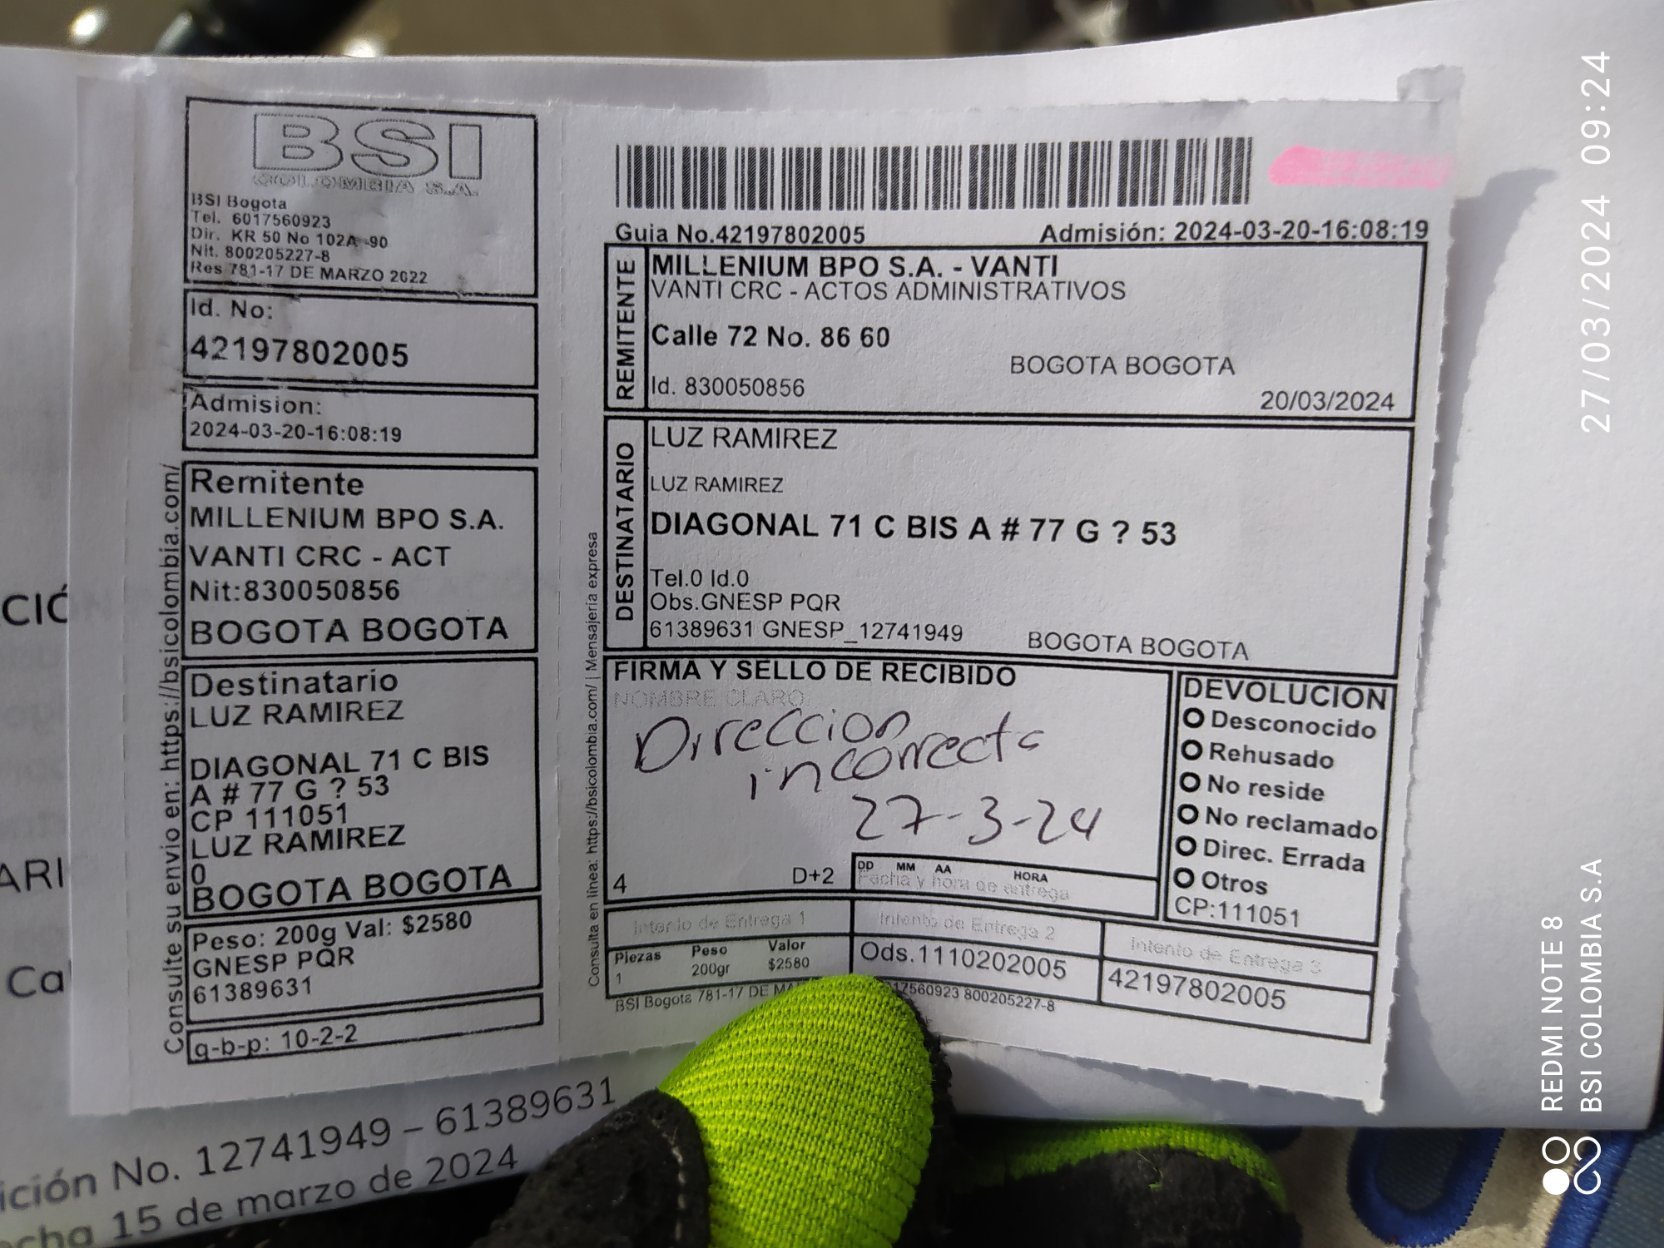 BSI
COLOMBIA S.A.
BSI Bogota
Tel. 6017560923
Dir. KR 50 No 102A -90
Nit. 800205227-8
Res 781-17 DE MARZO 2022
Id. No:
42197802005
Admision:
2024-03-20-16:08:19
Remitente
MILLENIUM BPO S.A.
VANTI CRC - ACT
Nit:830050856
BOGOTA BOGOTA
Destinatario
LUZ RAMIREZ
DIAGONAL 71 C BIS
A # 77 G ? 53
CP 111051
LUZ RAMIREZ
0
BOGOTA BOGOTA
Peso: 200g Val: $2580
GNESP PQR
61389631
g-b-p: 10-2-2
Consulte su envio en: https://bsicolombia.com/
Guia No.42197802005 Admisión: 2024-03-20-16:08:19
REMITENTE
MILLENIUM BPO S.A. - VANTI
VANTI CRC - ACTOS ADMINISTRATIVOS
Calle 72 No. 86 60
BOGOTA BOGOTA
Id. 830050856
20/03/2024
DESTINATARIO
LUZ RAMIREZ
LUZ RAMIREZ
DIAGONAL 71 C BIS A # 77 G ? 53
Tel.0 Id.0
Obs.GNESP PQR
61389631 GNESP_12741949
BOGOTA BOGOTA
FIRMA Y SELLO DE RECIBIDO
NOMBRE CLARO
Direccion
incorrecta
27-3-24
4 D+2
DD MM AA HORA
Fecha y hora de entrega
DEVOLUCION
Desconocido
Rehusado
No reside
No reclamado
Direc. Errada
Otros
CP:111051
Intento de Entrega 1
Intento de Entrega 2
Intento de Entrega 3
Piezas Peso Valor
1 200gr $2580
Ods.1110202005
42197802005
BSI Bogota 781-17 DE MA
17560923 800205227-8
Consulta en línea: https://bsicolombia.com/ | Mensajería expresa
CIÓ
ARI
Ca
ición No. 12741949 – 61389631
echa 15 de marzo de 2024
27/03/2024 09:24
REDMI NOTE 8
BSI COLOMBIA S.A